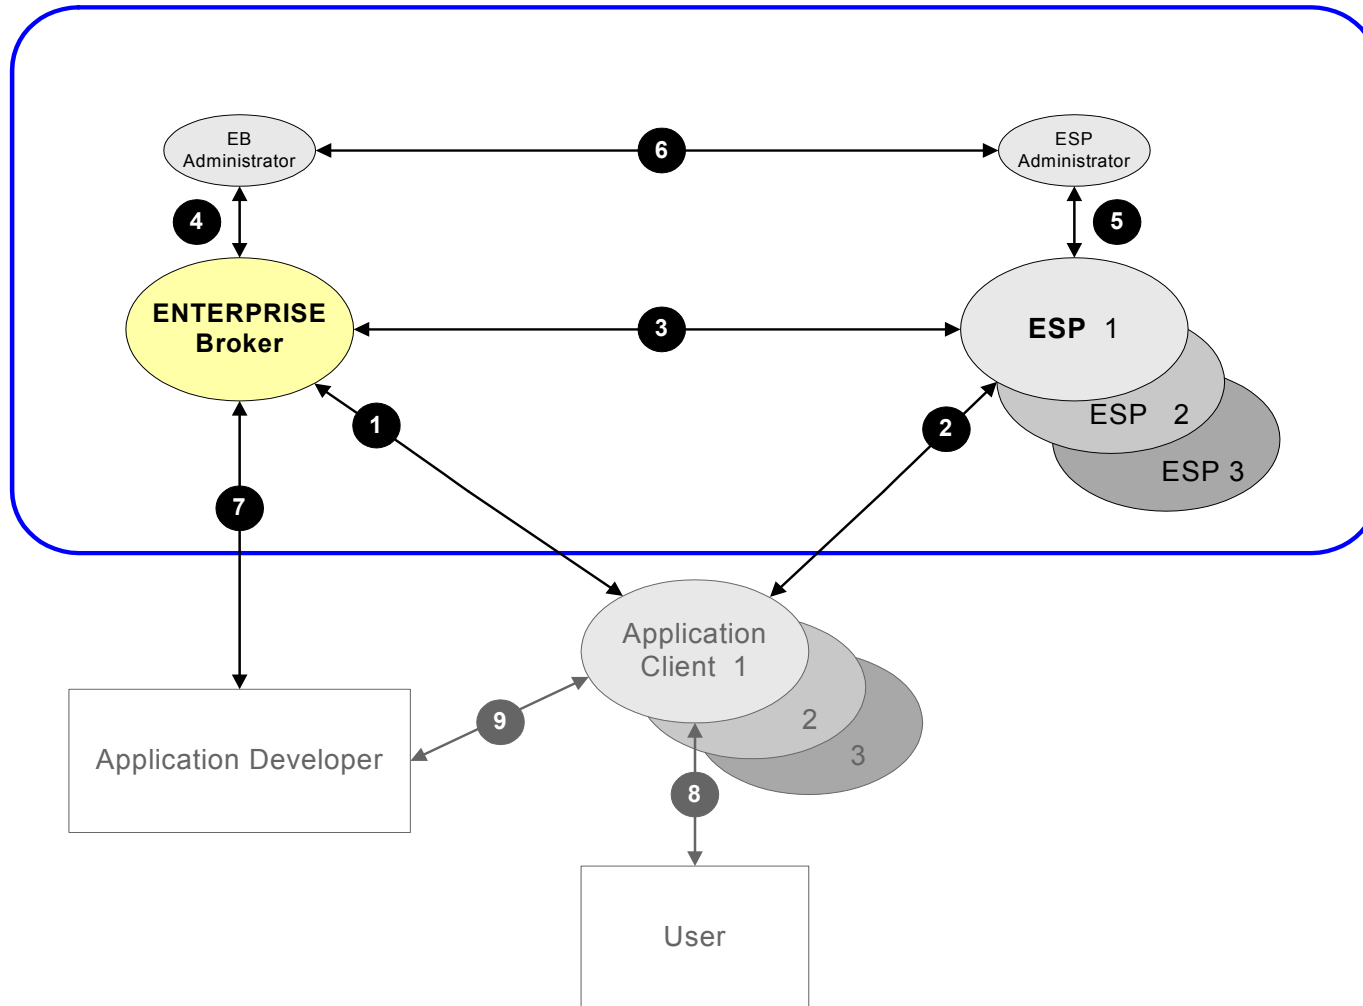 EB
Administrator
6
ESP
Administrator
4
5
ENTERPRISE
Broker
3
ESP 1
1
2
ESP 2
ESP 3
7
Application
Client 1
2
3
9
Application Developer
8
User